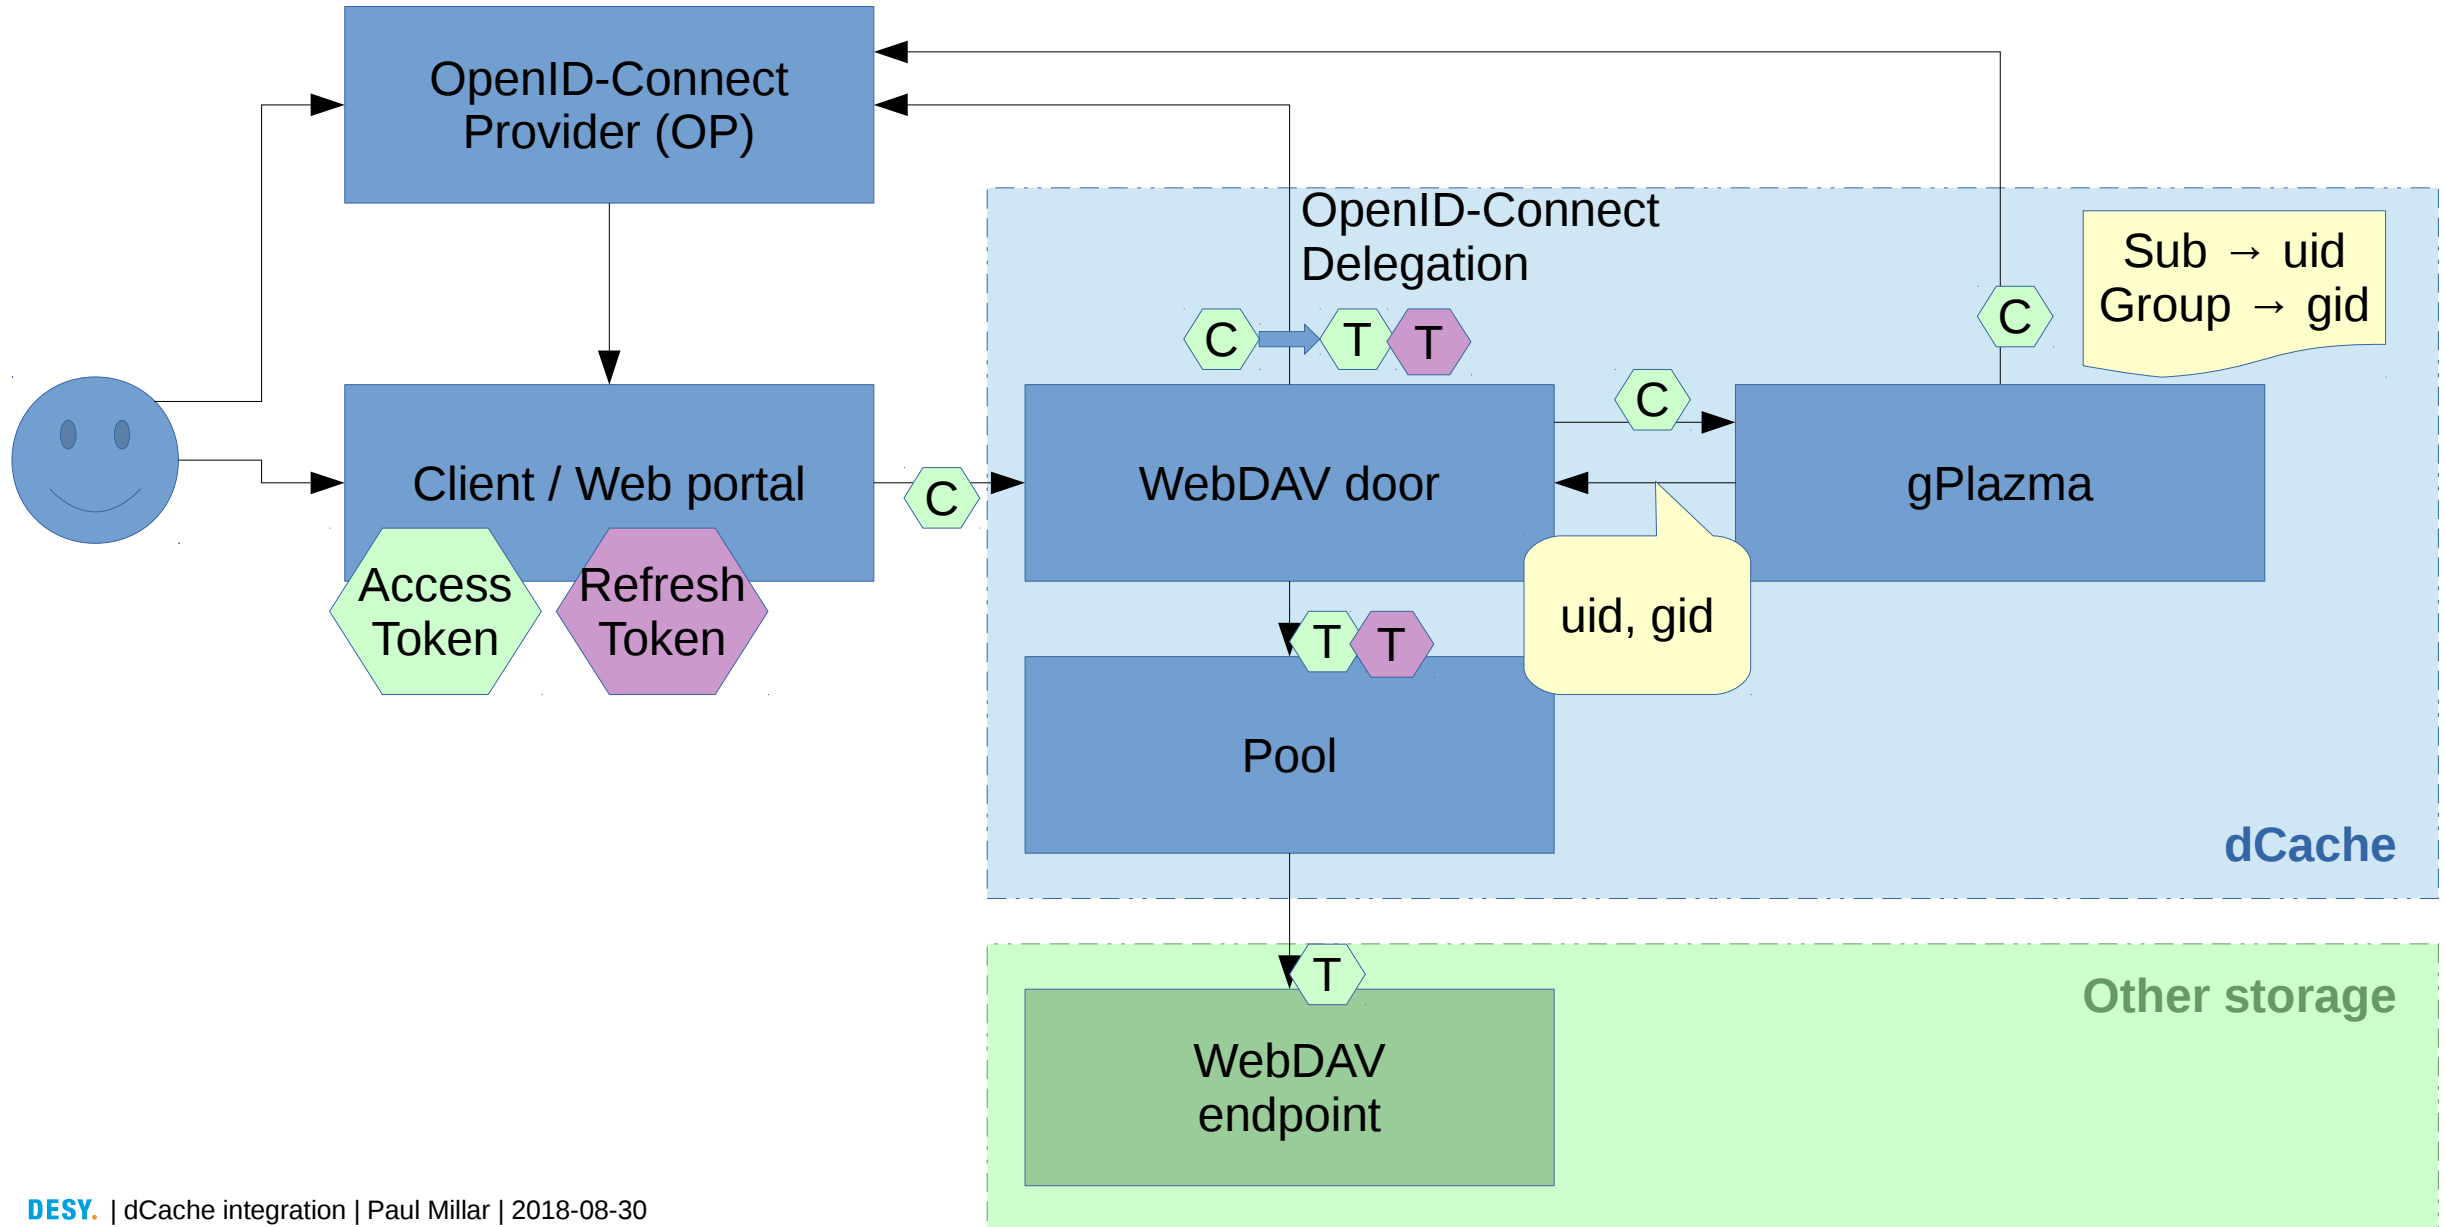 OpenID-Connect
Provider (OP)
OpenID-Connect
Delegation
Sub → uid
Group → gid
C
T
T
C
C
Client / Web portal
C
WebDAV door
gPlazma
Access
Token
Refresh
Token
uid, gid
T
T
Pool
dCache
T
Other storage
WebDAV
endpoint
DESY. | dCache integration | Paul Millar | 2018-08-30